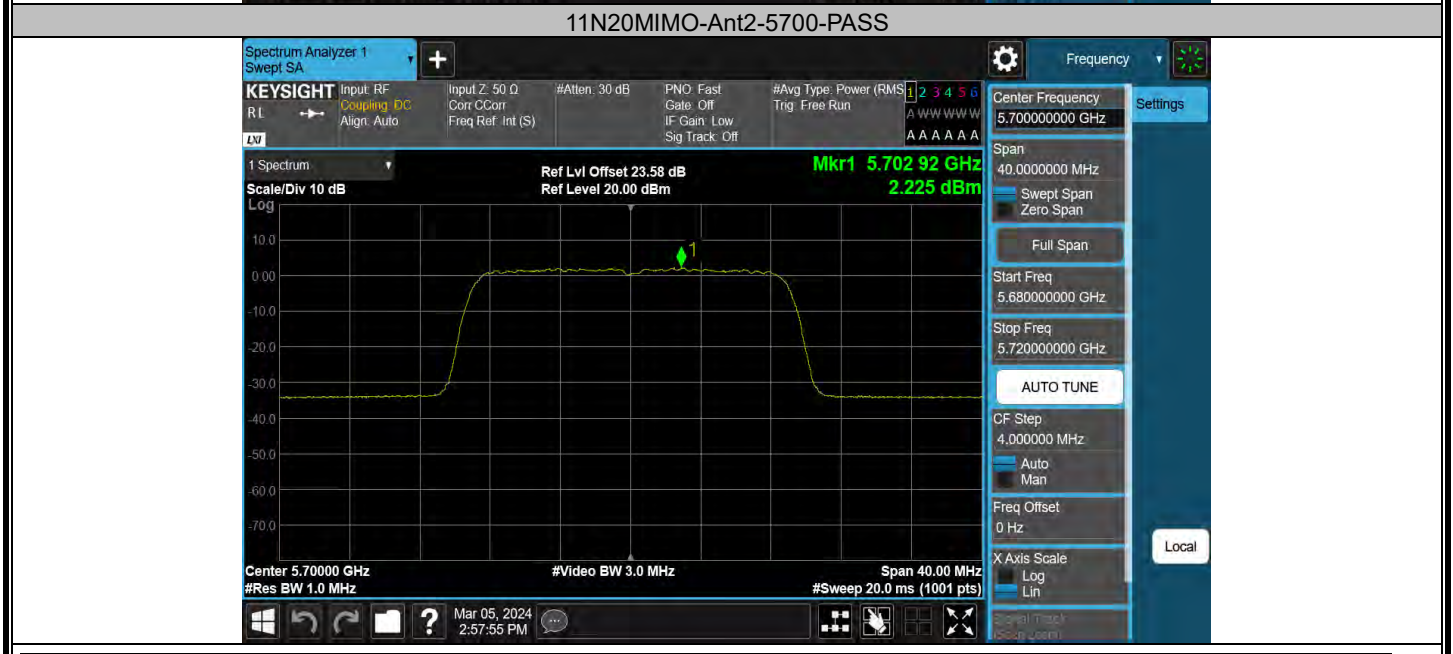 11N20MIMO-Ant2-5700-PASS
Spectrum Analyzer 1
Swept SA
Frequency
KEYSIGHT
R L
LXI
Input: RF
Coupling: DC
Align: Auto
Input Z: 50 Ω
Corr CCorr
Freq Ref: Int (S)
#Atten: 30 dB
PNO: Fast
Gate: Off
IF Gain: Low
Sig Track: Off
#Avg Type: Power (RMS
Trig: Free Run
1 2 3 4 5 6
A W W W W W
A A A A A A
1 Spectrum
Scale/Div 10 dB
Log
Ref Lvl Offset 23.58 dB
Ref Level 20.00 dBm
Mkr1 5.702 92 GHz
2.225 dBm
1
10.0
0.00
-10.0
-20.0
-30.0
-40.0
-50.0
-60.0
-70.0
Center 5.70000 GHz
#Res BW 1.0 MHz
#Video BW 3.0 MHz
Span 40.00 MHz
#Sweep 20.0 ms (1001 pts)
Mar 05, 2024
2:57:55 PM
Center Frequency
5.700000000 GHz
Settings
Span
40.0000000 MHz
Swept Span
Zero Span
Full Span
Start Freq
5.680000000 GHz
Stop Freq
5.720000000 GHz
AUTO TUNE
CF Step
4.000000 MHz
Auto
Man
Freq Offset
0 Hz
X Axis Scale
Log
Lin
Signal Track
Local